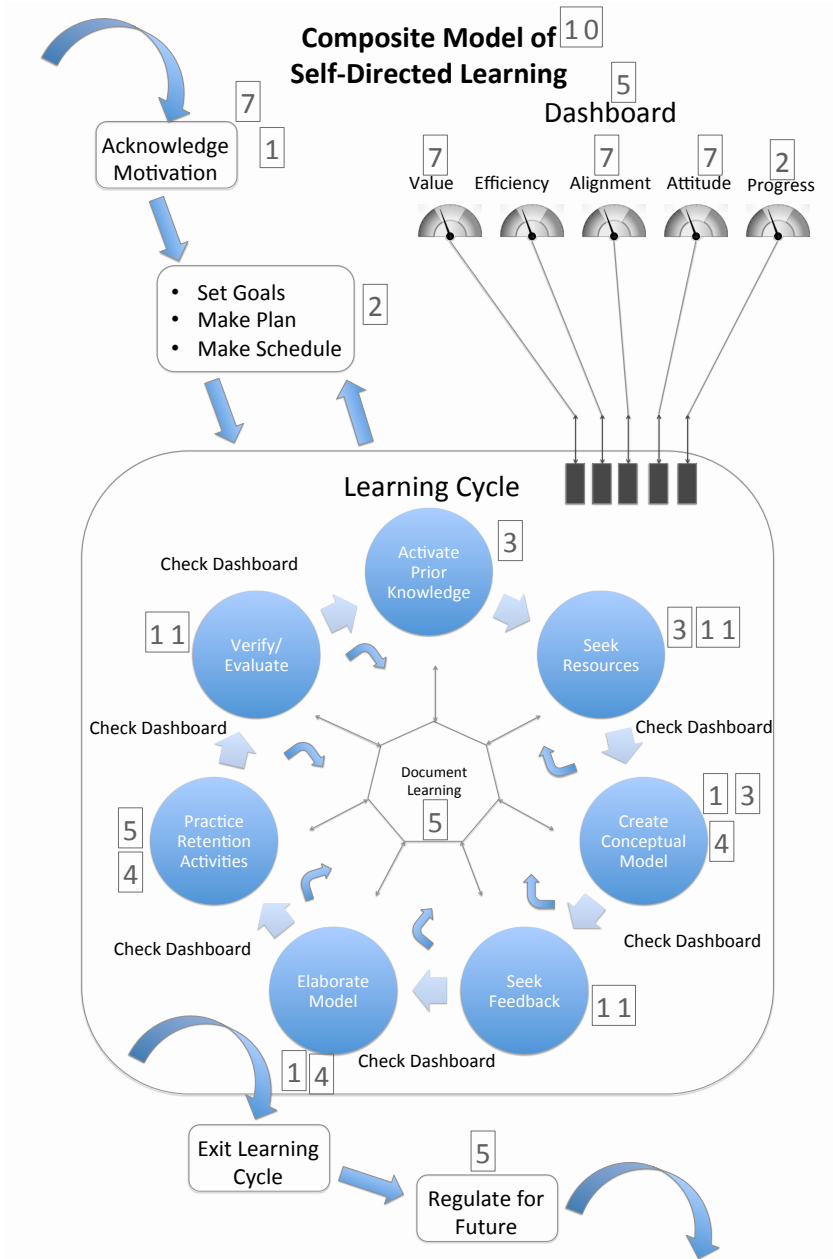 Composite Model of 10
Self-Directed Learning
5
Dashboard
7
1
Acknowledge
Motivation
7 7 7 2
Value Efficiency Alignment Attitude Progress
• Set Goals
• Make Plan
• Make Schedule
2
Learning Cycle
Activate
Prior
Knowledge
3
Check Dashboard
Seek
Resources
3 11
Check Dashboard
Create
Conceptual
Model
1 3
4
Check Dashboard
Seek
Feedback
11
Check Dashboard
Elaborate
Model
1 4
Check Dashboard
Practice
Retention
Activities
5
4
Check Dashboard
Verify/
Evaluate
11
Document
Learning
5
Exit Learning
Cycle
5
Regulate for
Future